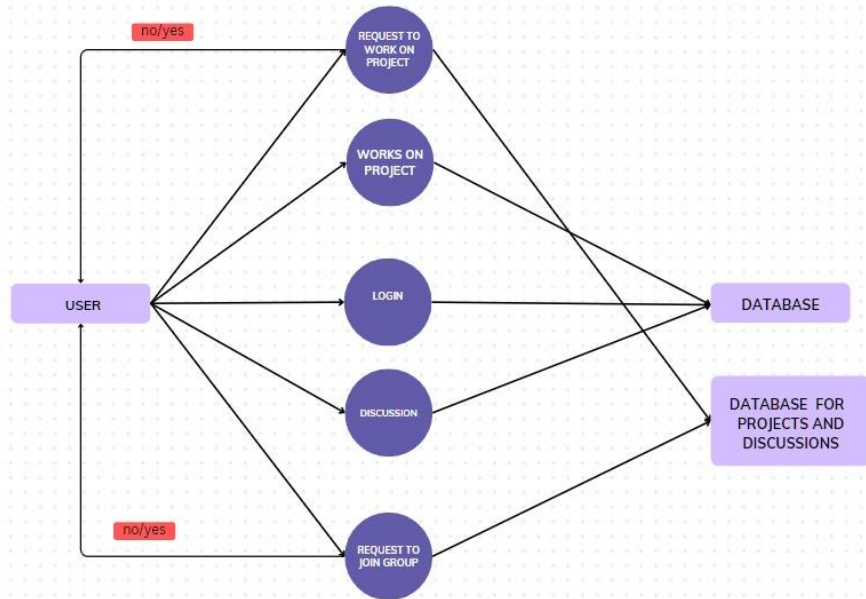 no/yes
REQUEST TO
WORK ON
PROJECT
WORKS ON
PROJECT
USER
LOGIN
DATABASE
DISCUSSION
DATABASE FOR
PROJECTS AND
DISCUSSIONS
no/yes
REQUEST TO
JOIN GROUP